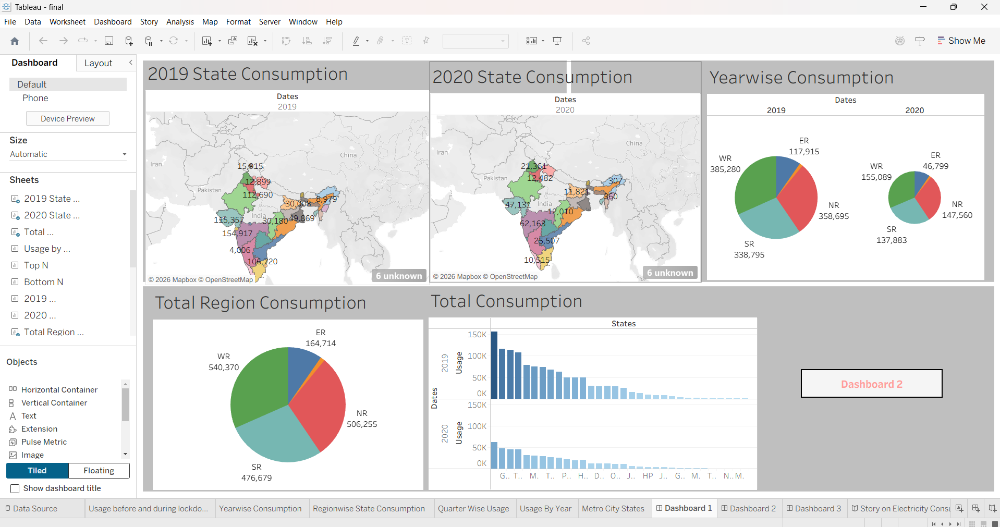 Tableau - final
File Data Worksheet Dashboard Story Analysis Map Format Server Window Help
Show Me
Dashboard Layout
Default
Phone
Device Preview
Size
Automatic
Sheets
2019 State ...
2020 State ...
Total ...
Usage by ...
Top N
Bottom N
2019 ...
2020 ...
Total Region ...
Objects
Horizontal Container
Vertical Container
Text
Extension
Pulse Metric
Image
Tiled Floating
Show dashboard title
2019 State Consumption
Dates
2019
Iran
China
Pakistan
India
15,915
12,899
112,690
30,008
8,979
115,357
30,180
49,869
154,917
4,006
106,720
© 2026 Mapbox © OpenStreetMap
6 unknown
2020 State Consumption
Dates
2020
Iran
China
Pakistan
India
21,361
12,482
307
11,821
360
47,131
12,010
62,163
25,507
10,515
© 2026 Mapbox © OpenStreetMap
6 unknown
Yearwise Consumption
Dates
2019 2020
ER
117,915
WR
385,280
NR
358,695
SR
338,795
ER
46,799
WR
155,089
NR
147,560
SR
137,883
Total Region Consumption
ER
164,714
WR
540,370
NR
506,255
SR
476,679
Total Consumption
States
Dates
2019
Usage
150K
100K
50K
0K
2020
Usage
150K
100K
50K
0K
G.. T.. M. T.. P.. H.. D.. O.. J.. HP J.. G.. M. T.. N.. M.
Dashboard 2
Data Source Usage before and during lockdo... Yearwise Consumption Regionwise State Consumption Quarter Wise Usage Usage By Year Metro City States Dashboard 1 Dashboard 2 Dashboard 3 Story on Electricity Consu